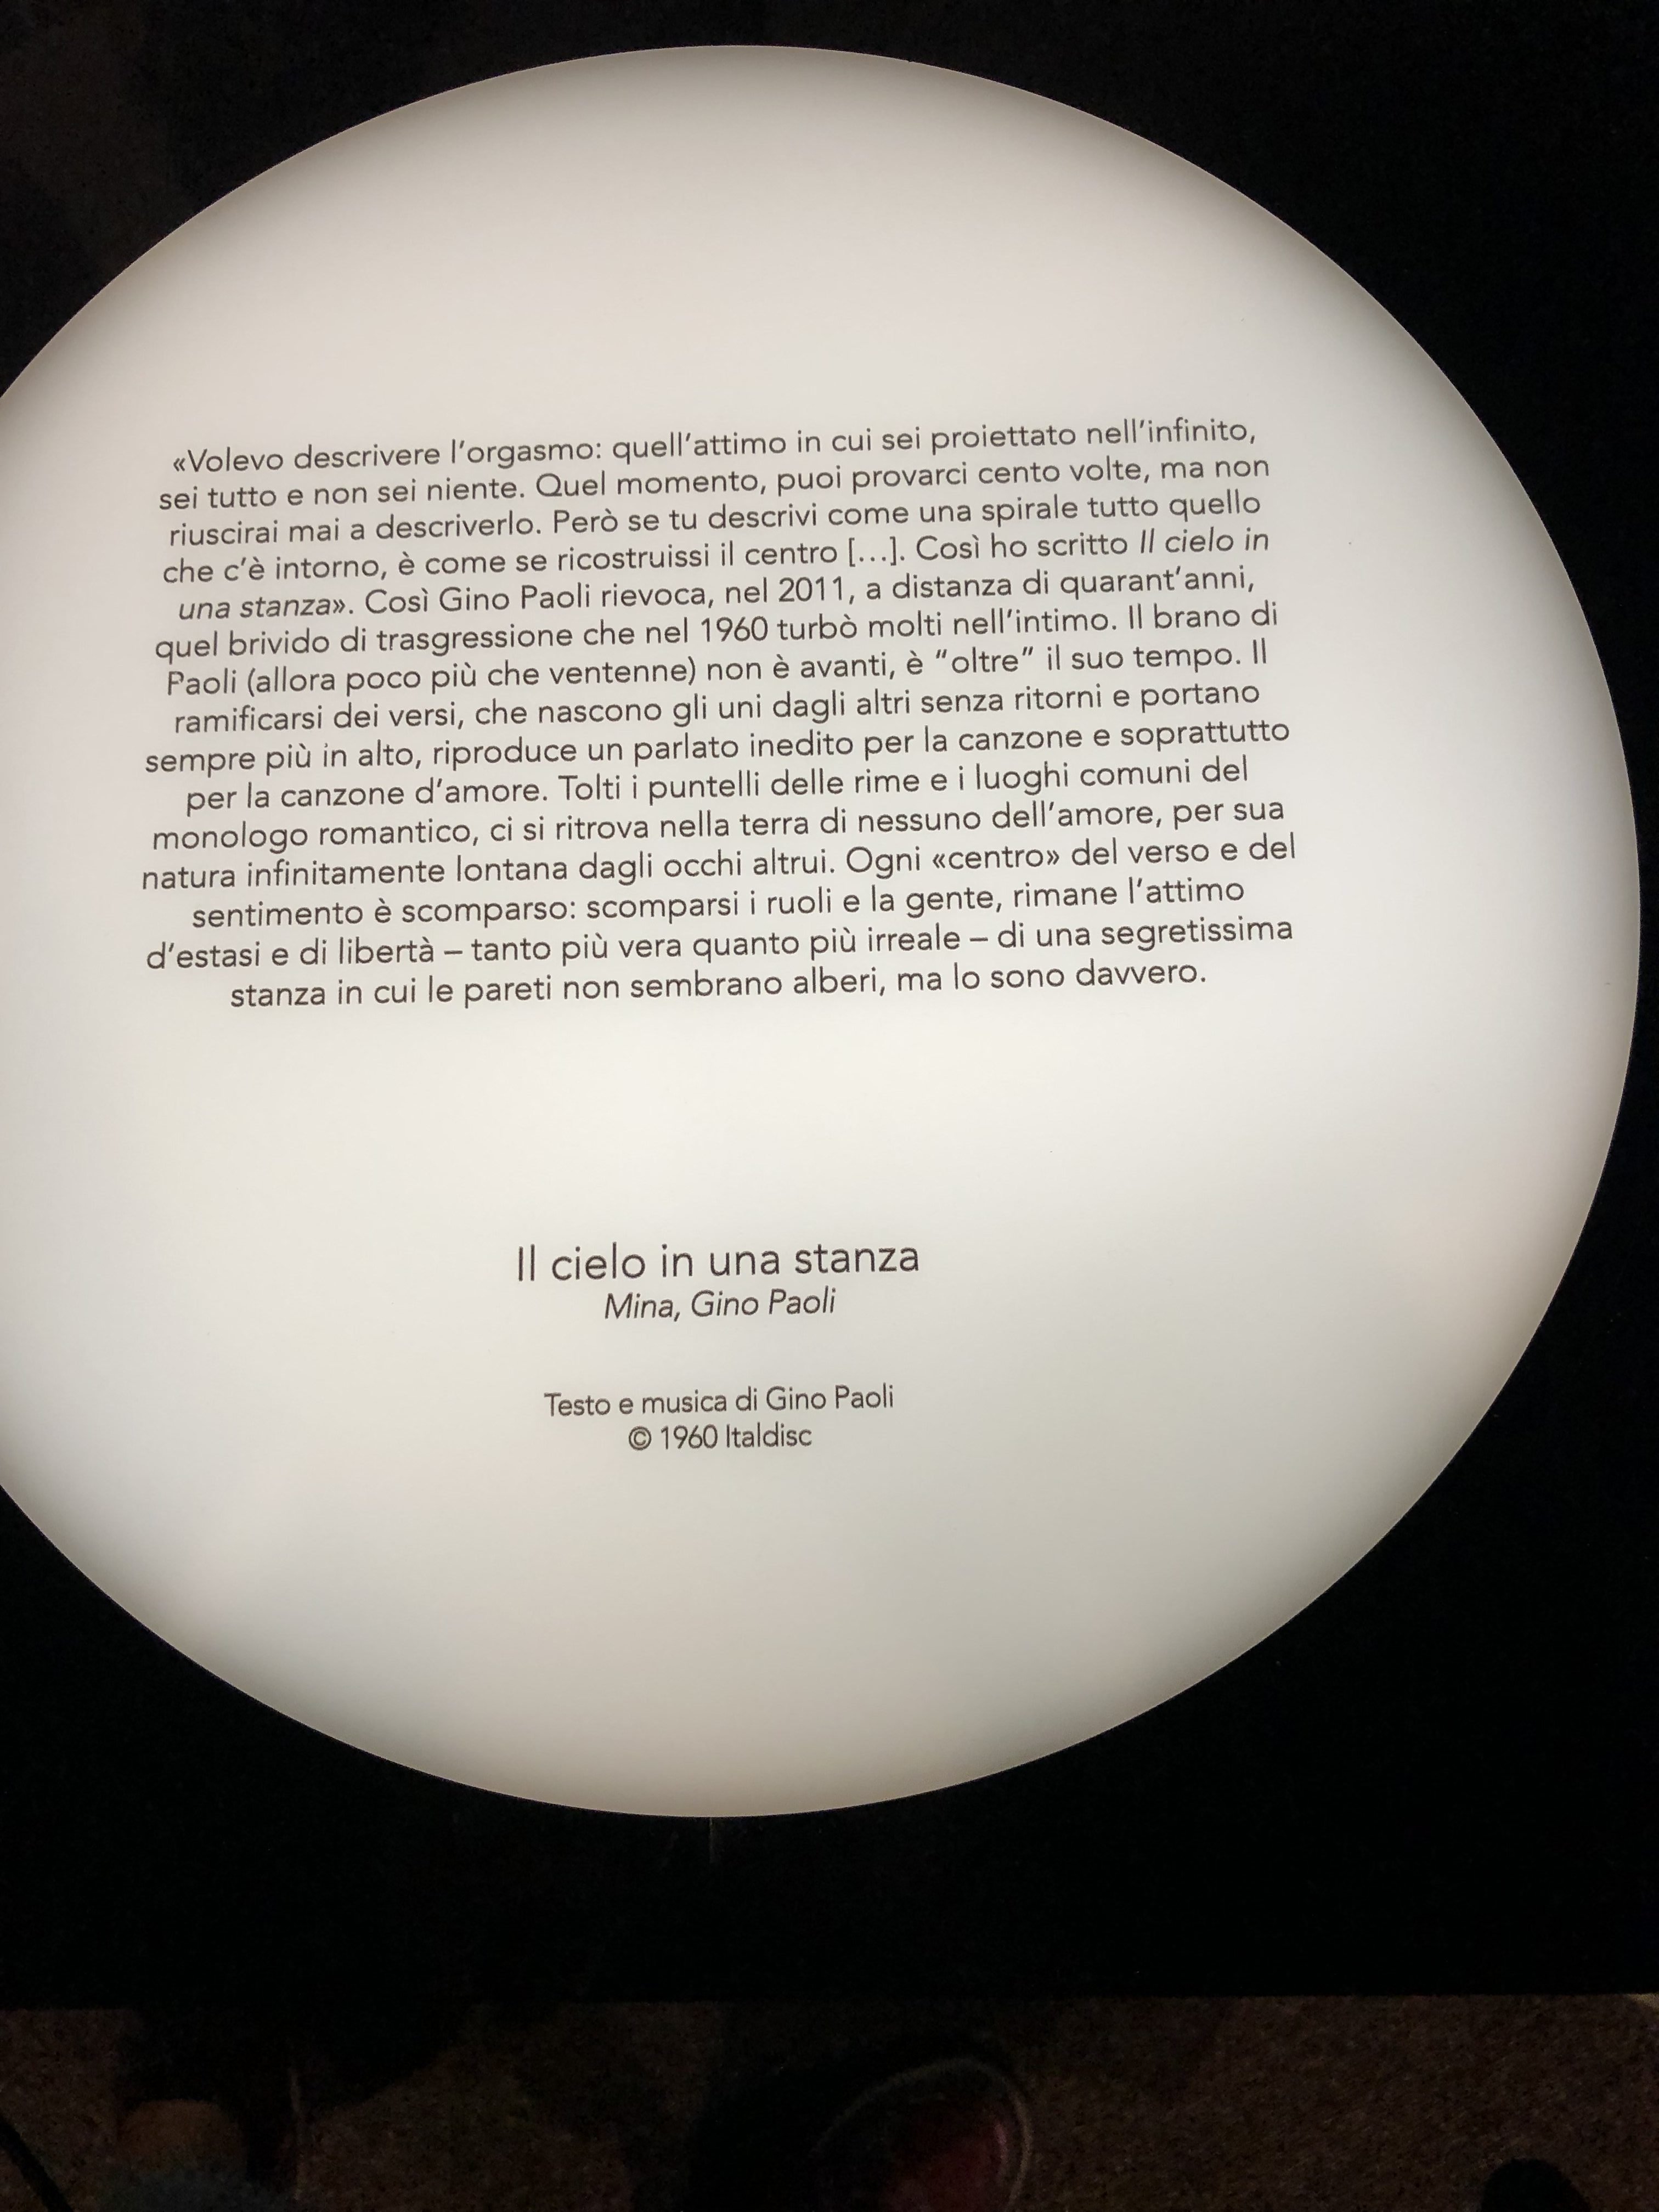 «Volevo descrivere l'orgasmo: quell'attimo in cui sei proiettato nell'infinito,
sei tutto e non sei niente. Quel momento, puoi provarci cento volte, ma non
riuscirai mai a descriverlo. Però se tu descrivi come una spirale tutto quello
che c'è intorno, è come se ricostruissi il centro [...]. Così ho scritto Il cielo in
una stanza». Così Gino Paoli rievoca, nel 2011, a distanza di quarant'anni,
quel brivido di trasgressione che nel 1960 turbò molti nell'intimo. Il brano di
Paoli (allora poco più che ventenne) non è avanti, è "oltre" il suo tempo. Il
ramificarsi dei versi, che nascono gli uni dagli altri senza ritorni e portano
sempre più in alto, riproduce un parlato inedito per la canzone e soprattutto
per la canzone d'amore. Tolti i puntelli delle rime e i luoghi comuni del
monologo romantico, ci si ritrova nella terra di nessuno dell'amore, per sua
natura infinitamente lontana dagli occhi altrui. Ogni «centro» del verso e del
sentimento è scomparso: scomparsi i ruoli e la gente, rimane l'attimo
d'estasi e di libertà – tanto più vera quanto più irreale – di una segretissima
stanza in cui le pareti non sembrano alberi, ma lo sono davvero.
Il cielo in una stanza
Mina, Gino Paoli
Testo e musica di Gino Paoli
© 1960 Italdisc